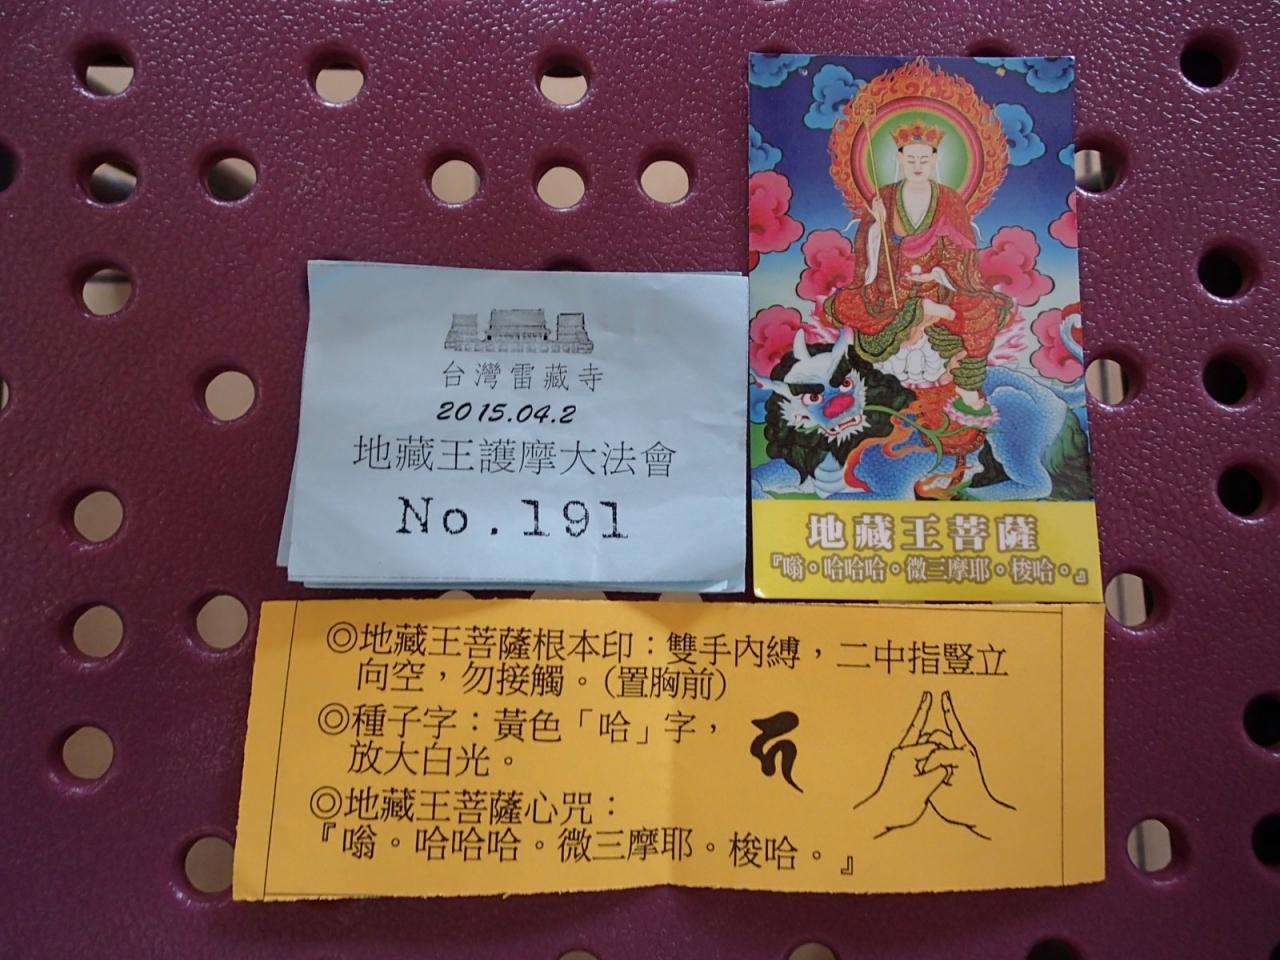 台灣雷藏寺
2015.04.2
地藏王護摩大法會
No.191
地藏王菩薩
『嗡。哈哈哈。微三摩耶。梭哈。』
◎地藏王菩薩根本印：雙手內縛，二中指豎立
向空，勿接觸。（置胸前）
◎種子字：黃色「哈」字，
放大白光。
◎地藏王菩薩心咒：
『嗡。哈哈哈。微三摩耶。梭哈。』